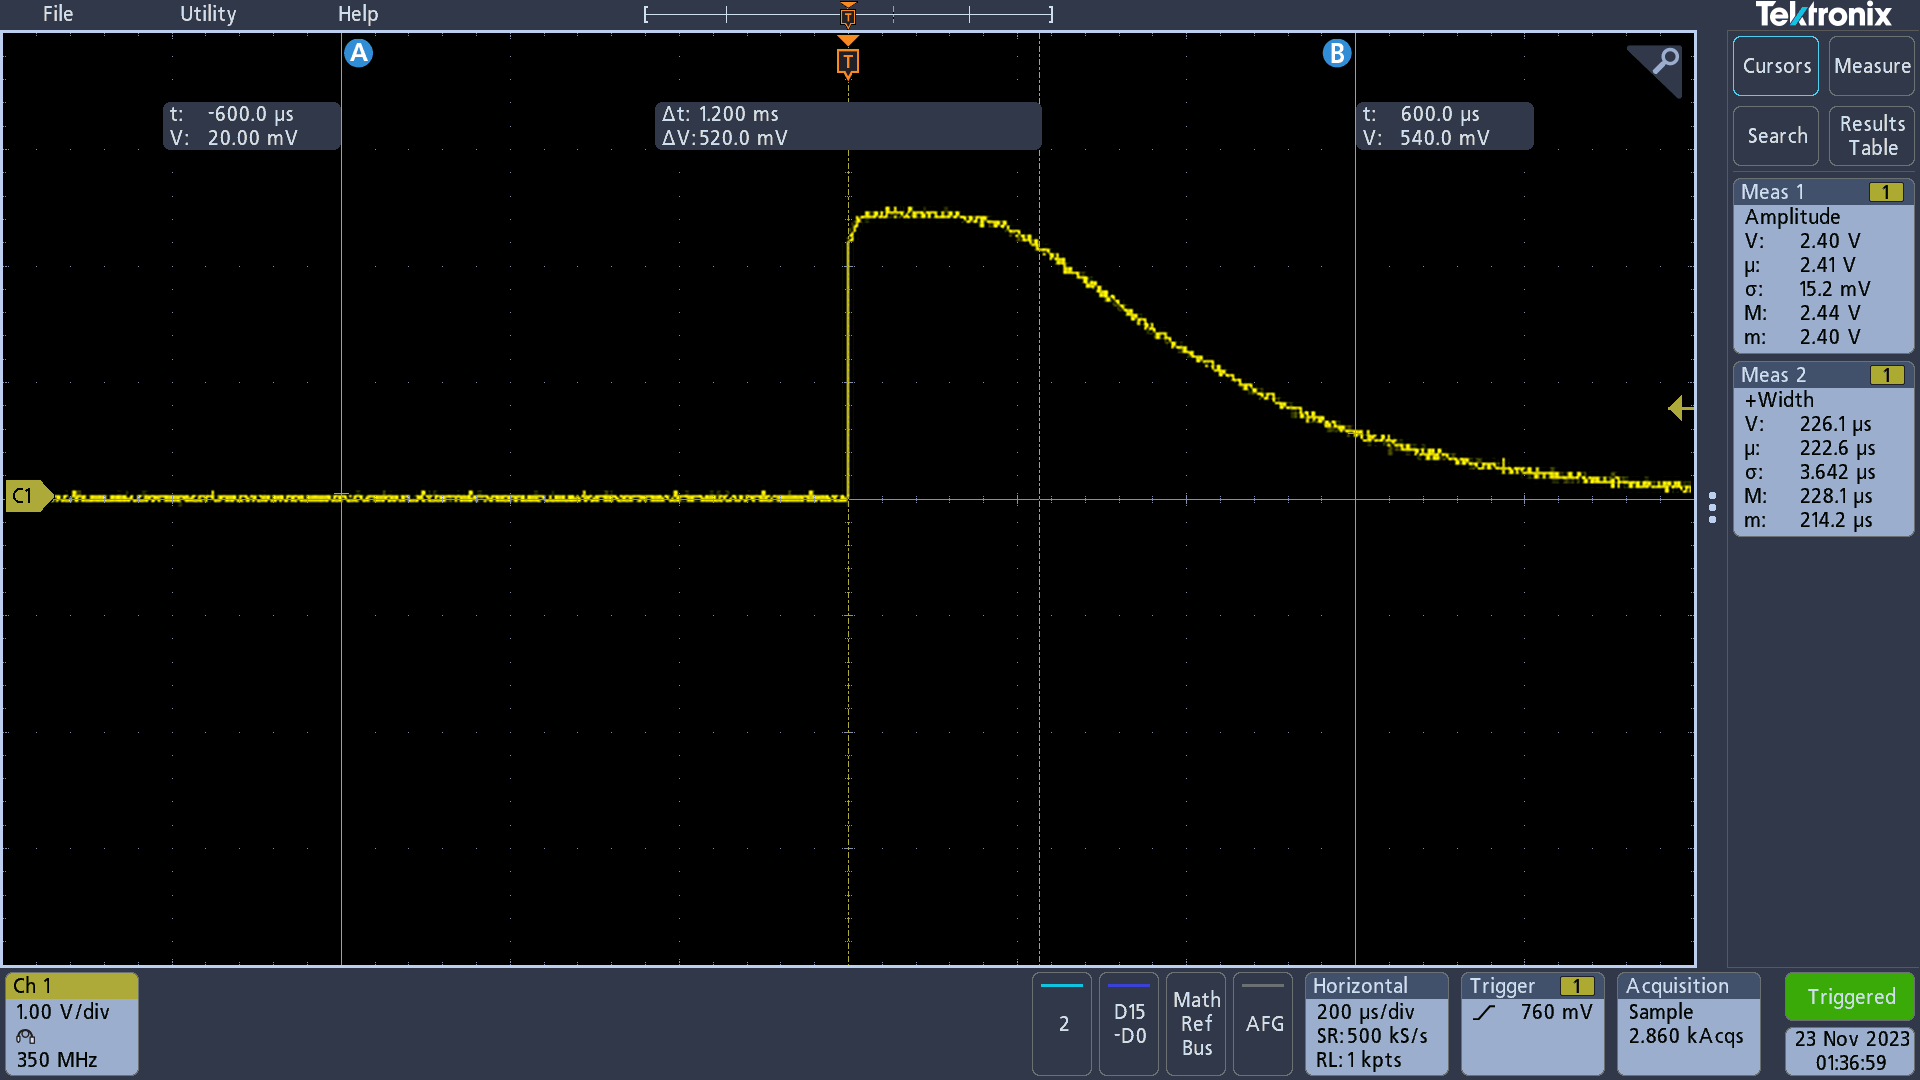 File Utility Help
Tektronix
T
A
T
B
t: -600.0 µs
V: 20.00 mV
Δt: 1.200 ms
ΔV: 520.0 mV
t: 600.0 µs
V: 540.0 mV
C1
Cursors
Measure
Search
Results
Table
Meas 1 1
Amplitude
V: 2.40 V
µ: 2.41 V
σ: 15.2 mV
M: 2.44 V
m: 2.40 V
Meas 2 1
+Width
V: 226.1 µs
µ: 222.6 µs
σ: 3.642 µs
M: 228.1 µs
m: 214.2 µs
Ch 1
1.00 V/div
350 MHz
2
D15
-D0
Math
Ref
Bus
AFG
Horizontal
200 µs/div
SR: 500 kS/s
RL: 1 kpts
Trigger 1
760 mV
Acquisition
Sample
2.860 kAcqs
Triggered
23 Nov 2023
01:36:59